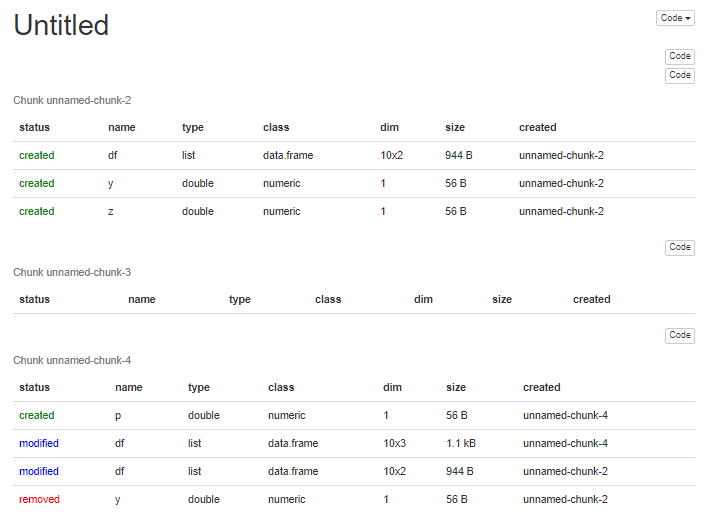 Untitled
Code
Code
Code
Chunk unnamed-chunk-2
status name type class dim size created
created df list data.frame 10x2 944 B unnamed-chunk-2
created y double numeric 1 56 B unnamed-chunk-2
created z double numeric 1 56 B unnamed-chunk-2
Code
Chunk unnamed-chunk-3
status name type class dim size created
Code
Chunk unnamed-chunk-4
status name type class dim size created
created p double numeric 1 56 B unnamed-chunk-4
modified df list data.frame 10x3 1.1 kB unnamed-chunk-4
modified df list data.frame 10x2 944 B unnamed-chunk-2
removed y double numeric 1 56 B unnamed-chunk-2